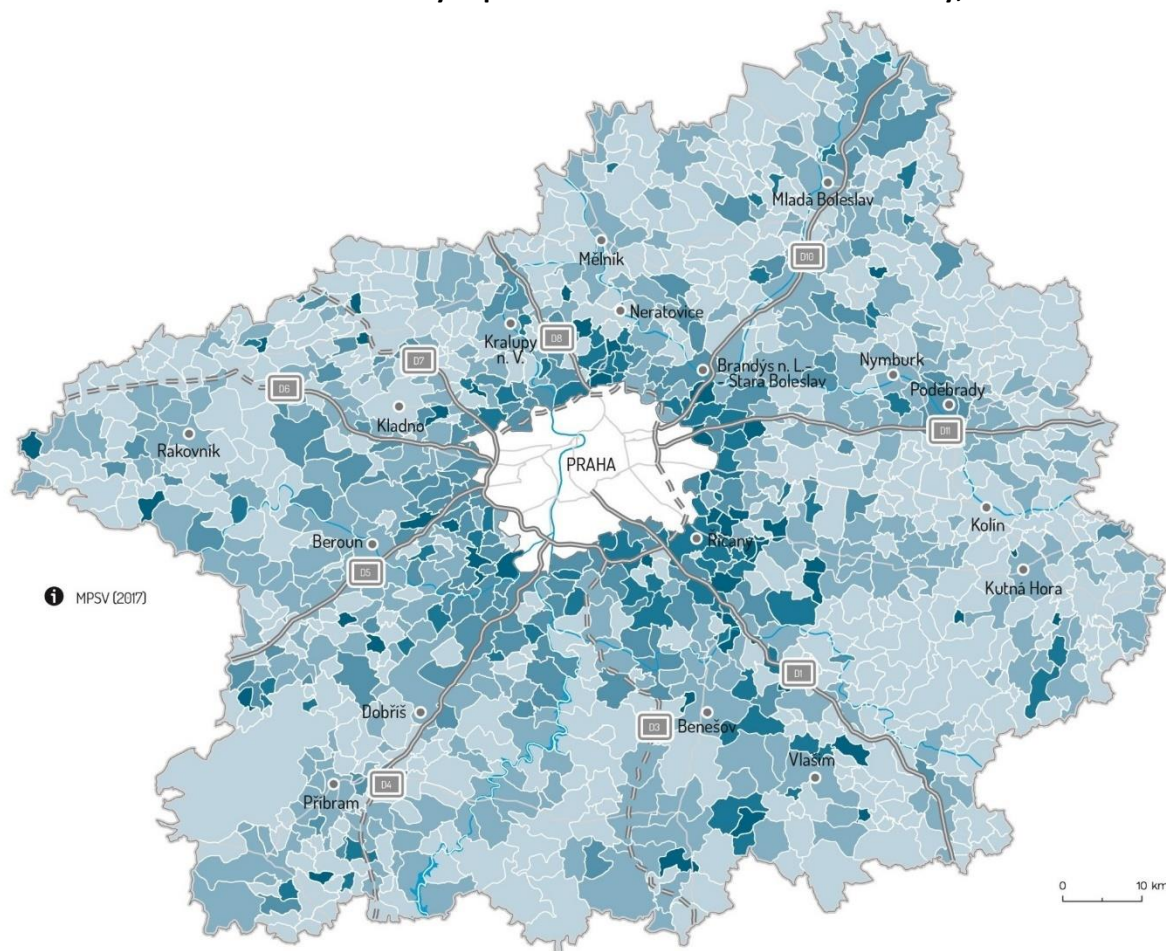 Mladá Boleslav
D10
Mělník
Neratovice
Kralupy
n. V.
D8
Brandýs n. L.-
- Stará Boleslav
Nymburk
Poděbrady
D7
D6
D11
Kladno
Rakovník
PRAHA
Kolín
Beroun
Říčany
D5
Kutná Hora
i MPSV (2017)
D1
Dobříš
D3
Benešov
Vlašim
D4
Příbram
0 10 km